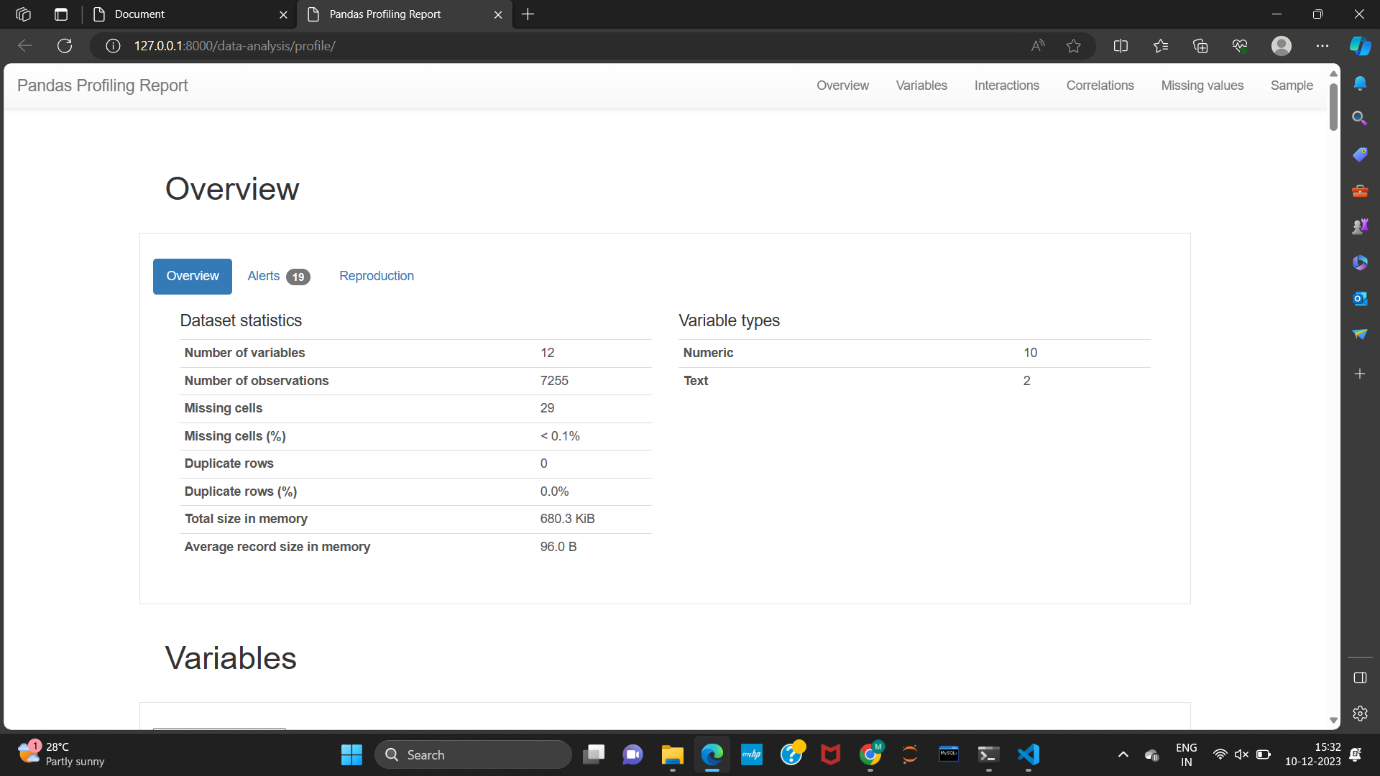 Document
Pandas Profiling Report
127.0.0.1:8000/data-analysis/profile/
Pandas Profiling Report
Overview
Variables
Interactions
Correlations
Missing values
Sample
Overview
Overview
Alerts 19
Reproduction
Dataset statistics
Number of variables 12
Number of observations 7255
Missing cells 29
Missing cells (%) < 0.1%
Duplicate rows 0
Duplicate rows (%) 0.0%
Total size in memory 680.3 KiB
Average record size in memory 96.0 B
Variable types
Numeric 10
Text 2
Variables
1
28°C
Partly sunny
Search
myhp
M
MySQL
ENG
IN
15:32
10-12-2023